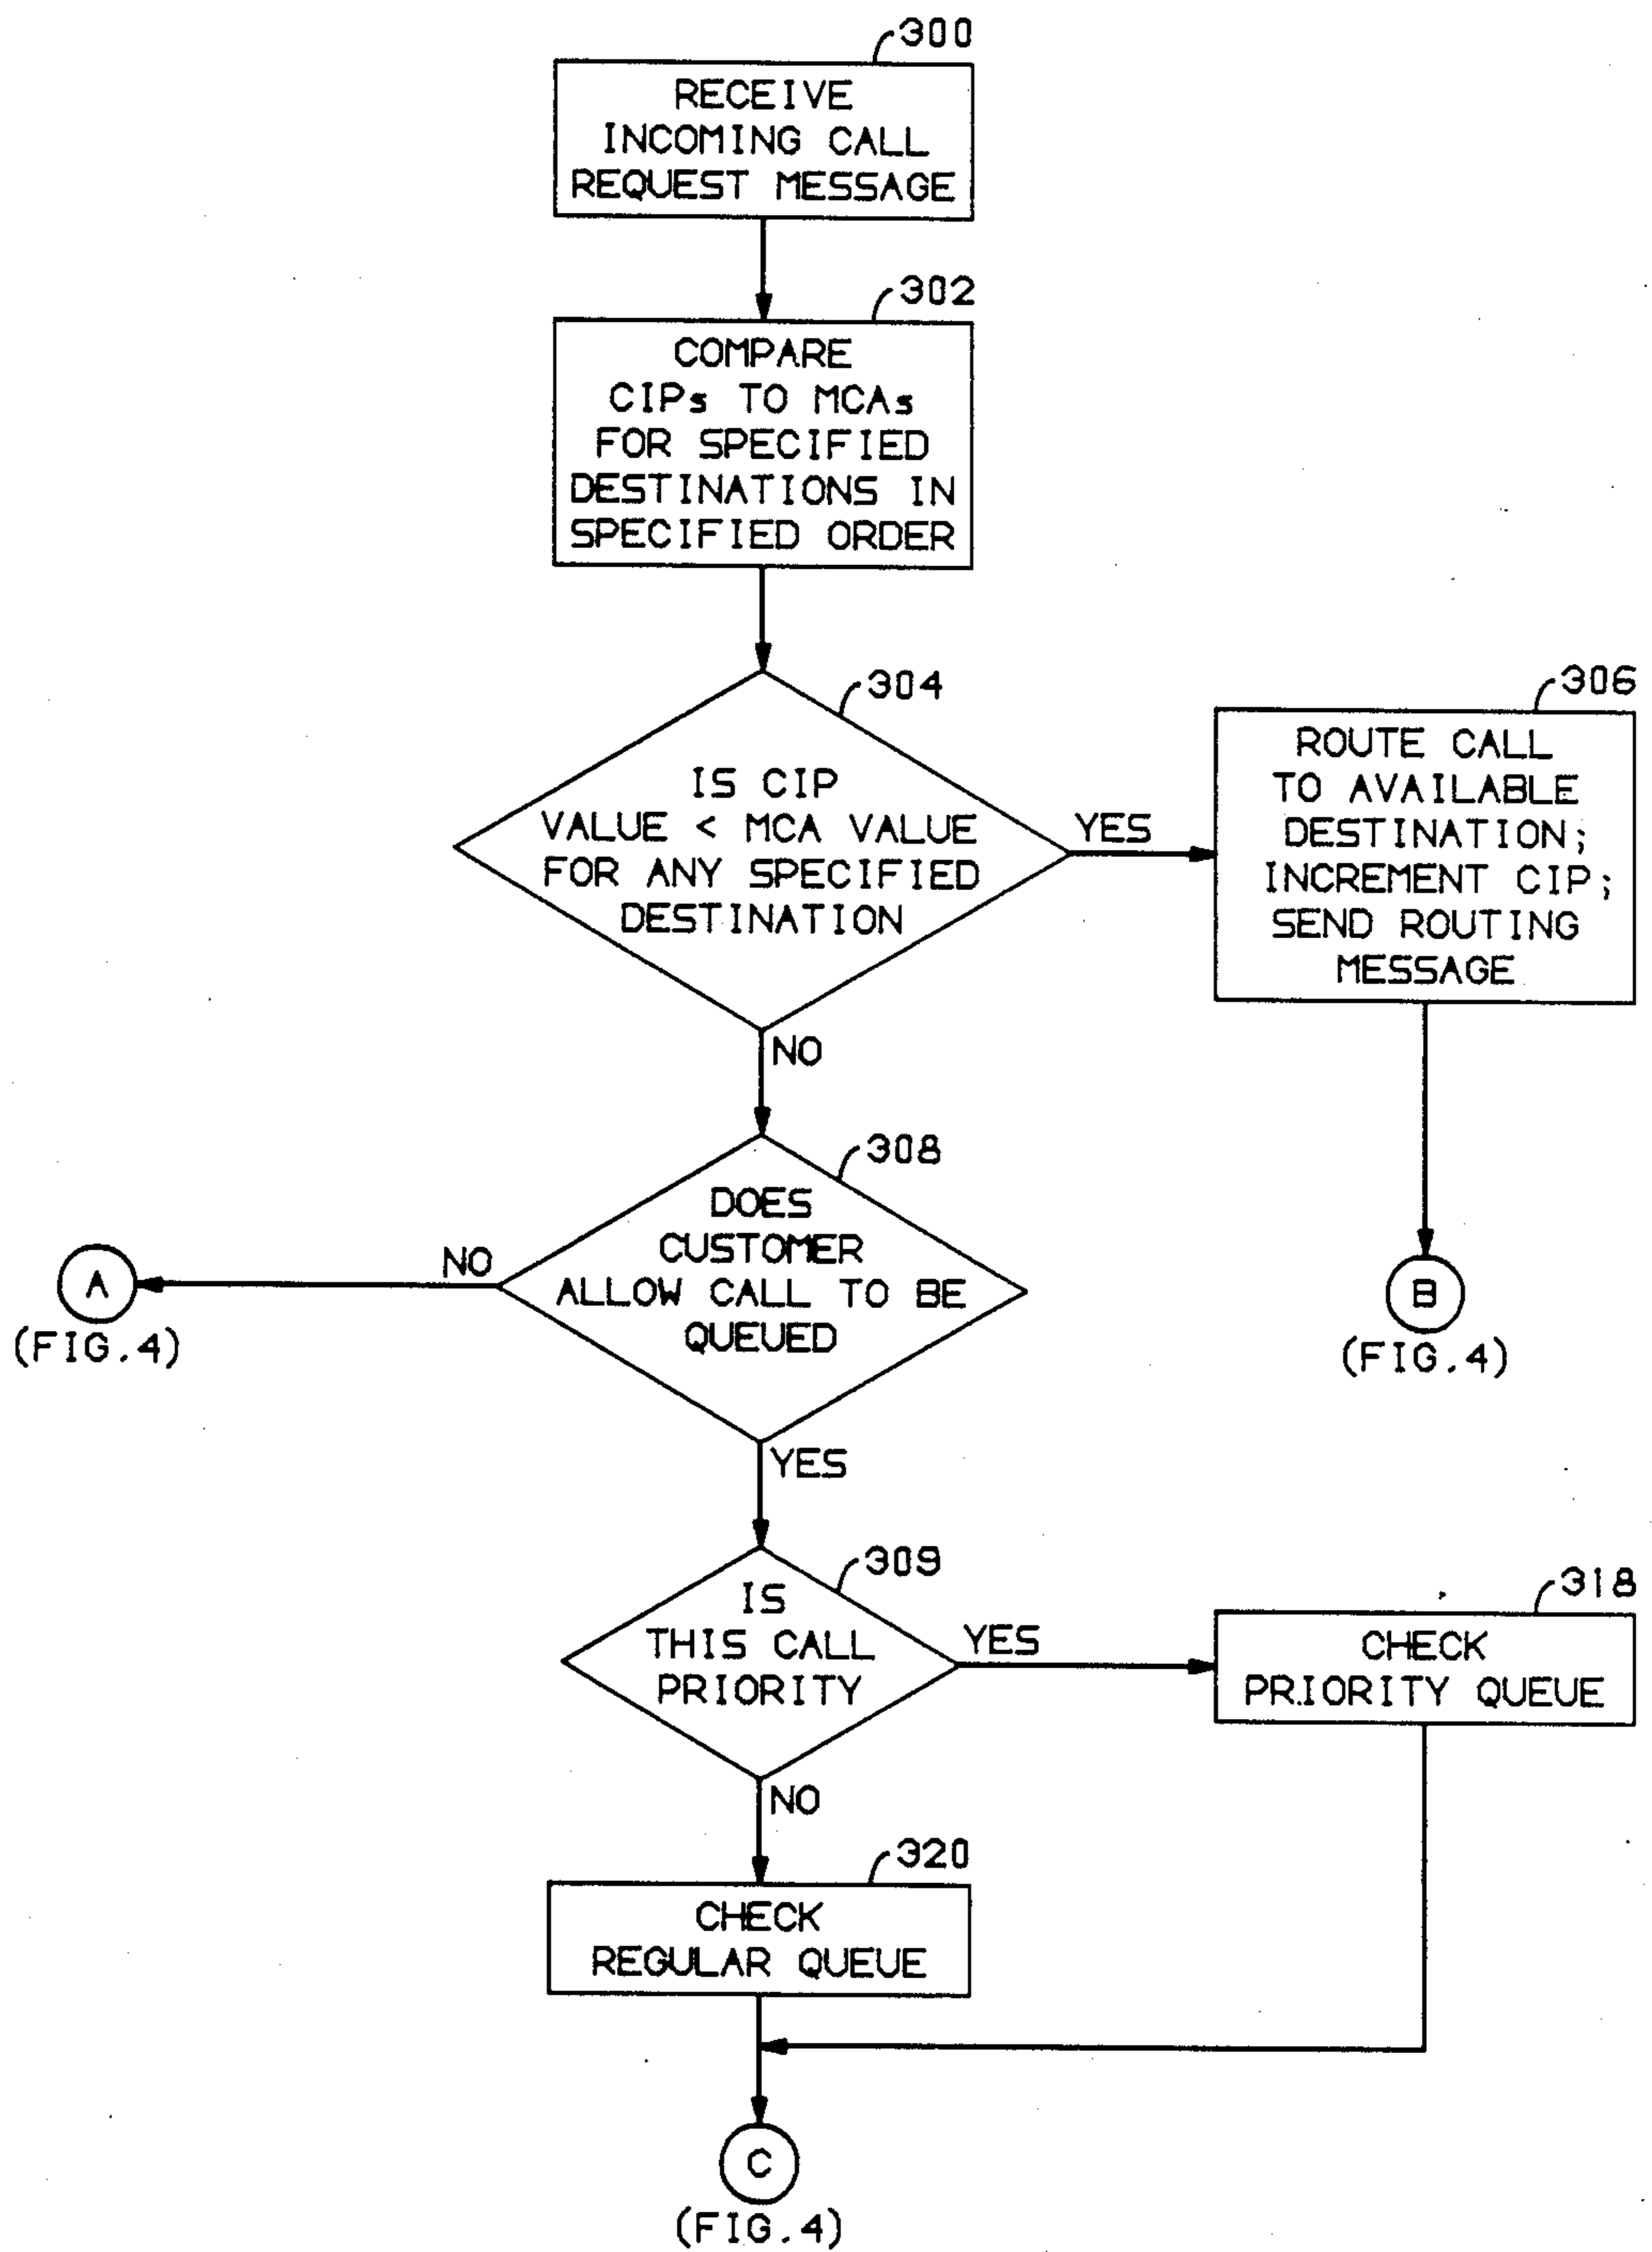 300
RECEIVE
INCOMING CALL
REQUEST MESSAGE
302
COMPARE
CIPs TO MCAs
FOR SPECIFIED
DESTINATIONS IN
SPECIFIED ORDER
304
IS CIP
VALUE < MCA VALUE
FOR ANY SPECIFIED
DESTINATION
YES
NO
306
ROUTE CALL
TO AVAILABLE
DESTINATION;
INCREMENT CIP;
SEND ROUTING
MESSAGE
B
(FIG.4)
308
DOES
CUSTOMER
ALLOW CALL TO BE
QUEUED
NO
A
(FIG.4)
YES
309
IS
THIS CALL
PRIORITY
YES
318
CHECK
PRIORITY QUEUE
NO
320
CHECK
REGULAR QUEUE
C
(FIG.4)